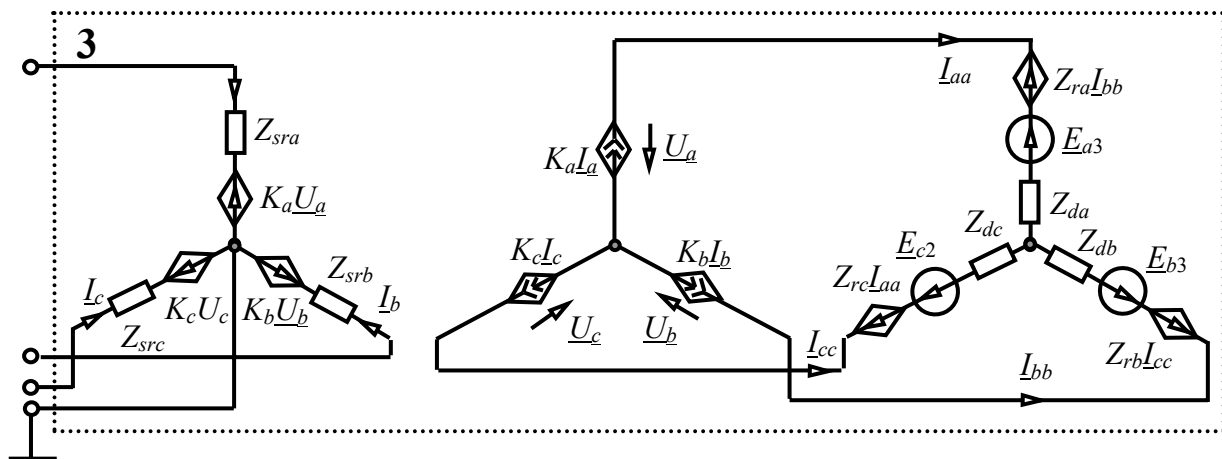 3
Z_sra
K_aU_a
I_c
K_cU_c
K_bU_b
Z_srb
I_b
Z_src
I_aa
K_aI_a
U_a
Z_raI_bb
E_a3
Z_da
K_cI_c
K_bI_b
U_c
U_b
Z_dc
Z_db
E_c2
E_b3
Z_rcI_aa
I_cc
Z_rbI_cc
I_bb